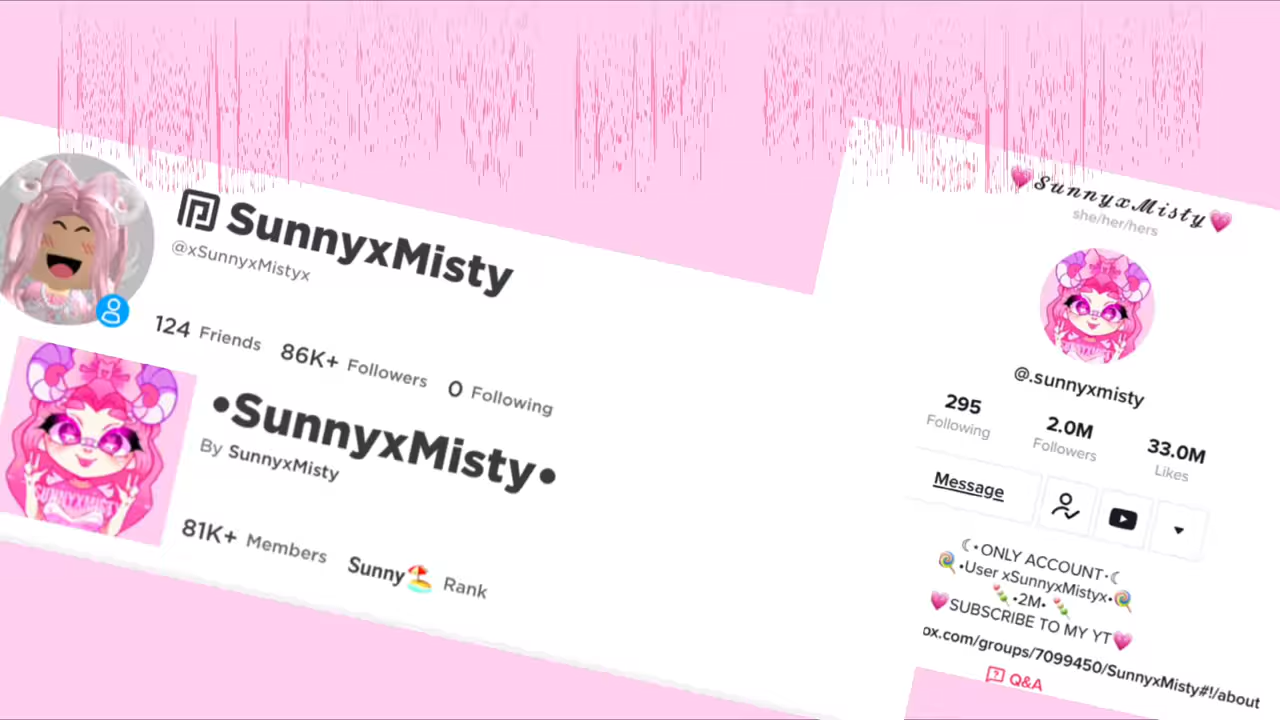 SunnyxMisty
@xSunnyxMistyx
124 Friends 86K+ Followers 0 Following
•SunnyxMisty•
By SunnyxMisty
81K+ Members Sunny🏖️ Rank
SUNNYXMISTY
💗𝓢𝓾𝓷𝓷𝔂𝔁𝓜𝓲𝓼𝓽𝔂💗
she/her/hers
@.sunnyxmisty
295 2.0M 33.0M
Following Followers Likes
Message
☾•ONLY ACCOUNT•☾
🍭•User xSunnyxMistyx•🍭
🍡•2M•🍡
💗SUBSCRIBE TO MY YT💗
ox.com/groups/7099450/SunnyxMisty#!/about
Q&A